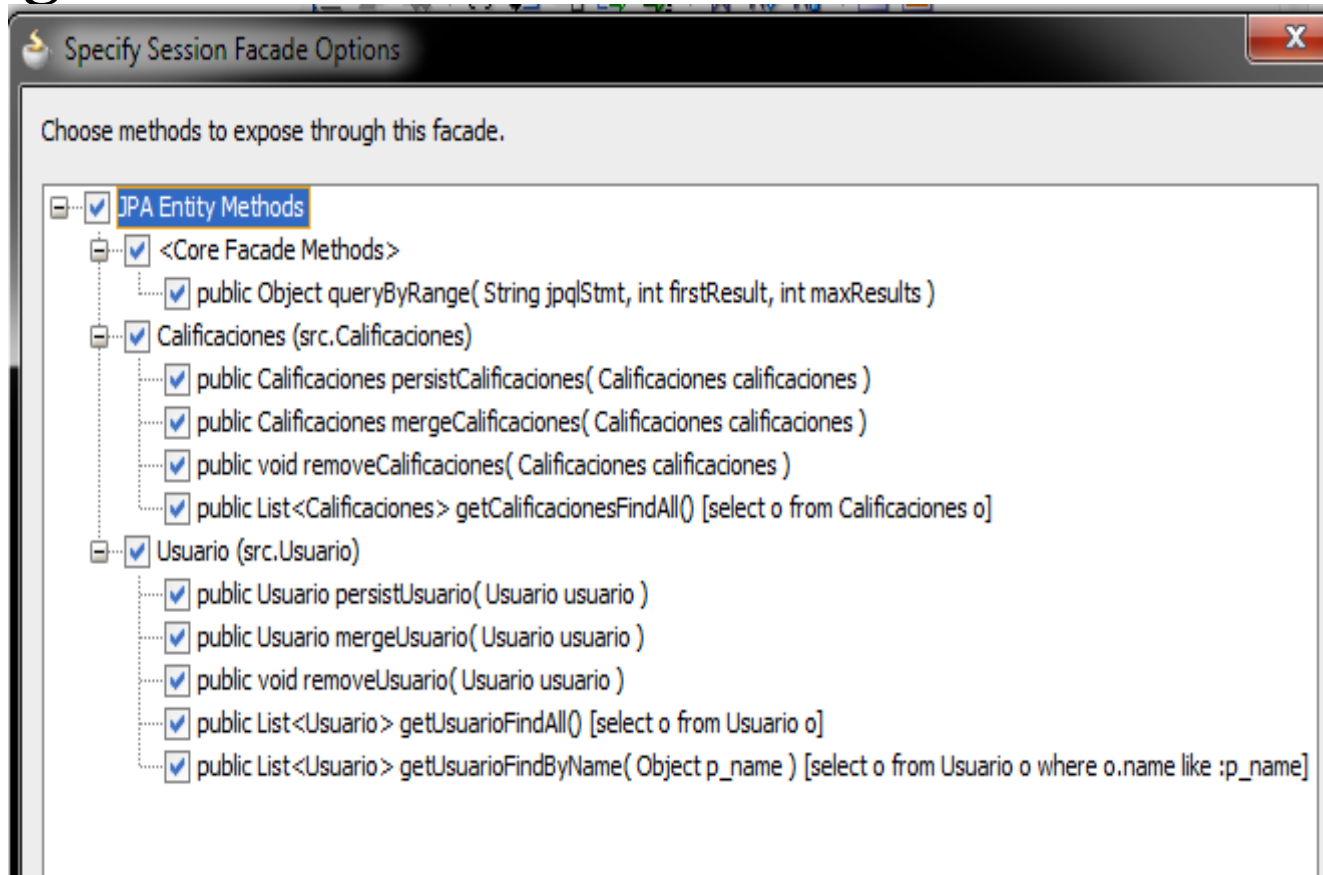 Specify Session Facade Options
Choose methods to expose through this facade.
JPA Entity Methods
<Core Facade Methods>
public Object queryByRange( String jpqlStmt, int firstResult, int maxResults )
Calificaciones (src.Calificaciones)
public Calificaciones persistCalificaciones( Calificaciones calificaciones )
public Calificaciones mergeCalificaciones( Calificaciones calificaciones )
public void removeCalificaciones( Calificaciones calificaciones )
public List<Calificaciones> getCalificacionesFindAll() [select o from Calificaciones o]
Usuario (src.Usuario)
public Usuario persistUsuario( Usuario usuario )
public Usuario mergeUsuario( Usuario usuario )
public void removeUsuario( Usuario usuario )
public List<Usuario> getUsuarioFindAll() [select o from Usuario o]
public List<Usuario> getUsuarioFindByName( Object p_name ) [select o from Usuario o where o.name like :p_name]